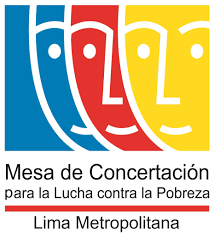 Mesa de Concertación
para la Lucha contra la Pobreza
Lima Metropolitana